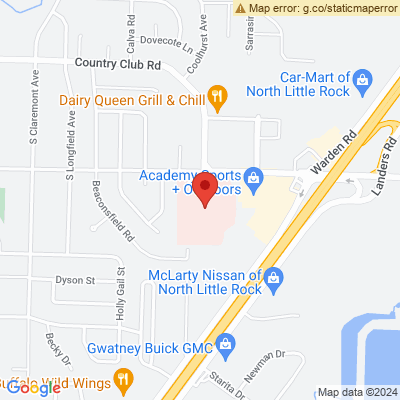 Map error: g.co/staticmaperror
Calva Rd
Dovecote Ln
Coolhurst Ave
Country Club Rd
Car-Mart of
North Little Rock
Dairy Queen Grill & Chill
S Claremont Ave
S Longfield Ave
Warden Rd
Landers Rd
Academy Sports
+ Outdoors
Beaconsfield Rd
McLarty Nissan of
North Little Rock
Dyson St
Holly Gail St
Gwatney Buick GMC
Becky Dr
Newman Dr
Buffalo Wild Wings
Starita Dr
Google
Map data ©2024